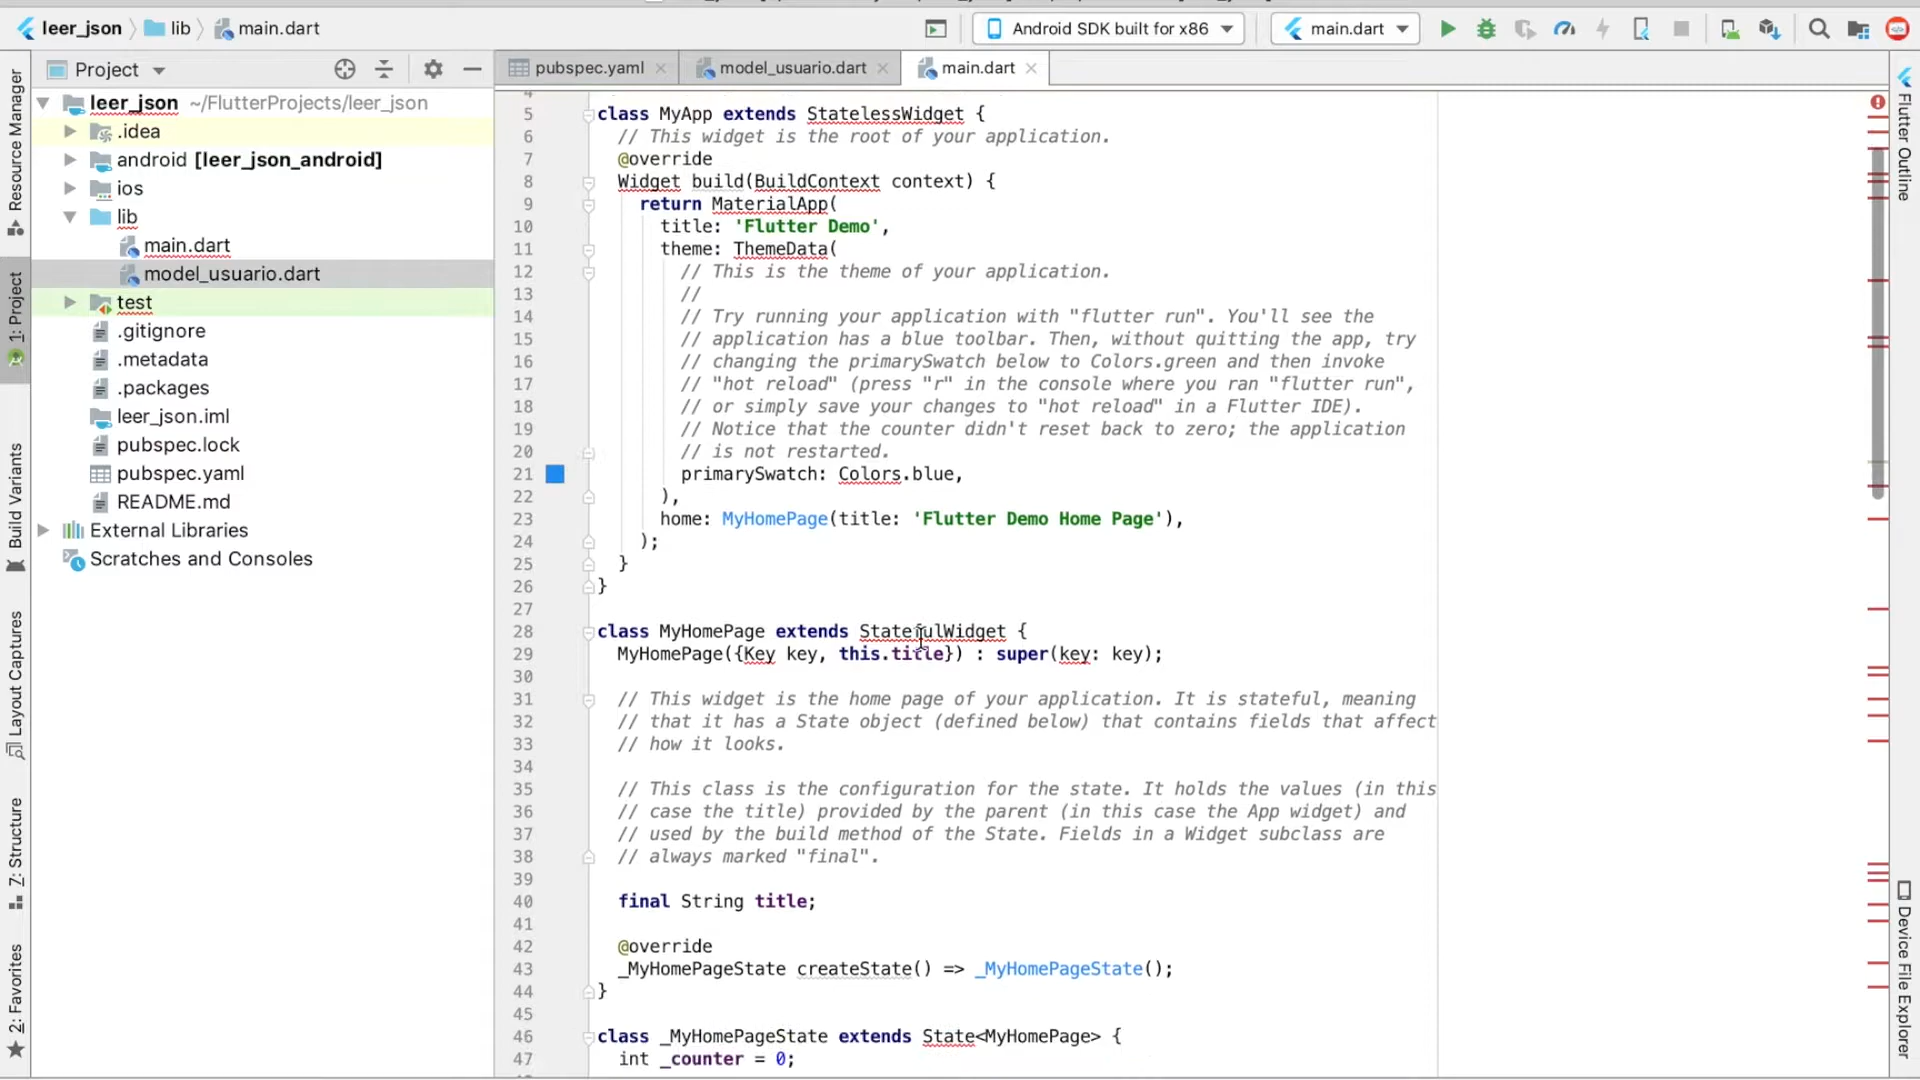 leer_json lib main.dart Android SDK built for x86 main.dart
Project pubspec.yaml model_usuario.dart main.dart
Resource Manager
1: Project
Build Variants
Layout Captures
Z: Structure
2: Favorites
leer_json ~/FlutterProjects/leer_json
.idea
android [leer_json_android]
ios
lib
main.dart
model_usuario.dart
test
.gitignore
.metadata
.packages
leer_json.iml
pubspec.lock
pubspec.yaml
README.md
External Libraries
Scratches and Consoles
5 class MyApp extends StatelessWidget {
6 // This widget is the root of your application.
7 @override
8 Widget build(BuildContext context) {
9 return MaterialApp(
10 title: 'Flutter Demo',
11 theme: ThemeData(
12 // This is the theme of your application.
13 //
14 // Try running your application with "flutter run". You'll see the
15 // application has a blue toolbar. Then, without quitting the app, try
16 // changing the primarySwatch below to Colors.green and then invoke
17 // "hot reload" (press "r" in the console where you ran "flutter run",
18 // or simply save your changes to "hot reload" in a Flutter IDE).
19 // Notice that the counter didn't reset back to zero; the application
20 // is not restarted.
21 primarySwatch: Colors.blue,
22 ),
23 home: MyHomePage(title: 'Flutter Demo Home Page'),
24 );
25 }
26 }
27
28 class MyHomePage extends StatefulWidget {
29 MyHomePage({Key key, this.title}) : super(key: key);
30
31 // This widget is the home page of your application. It is stateful, meaning
32 // that it has a State object (defined below) that contains fields that affect
33 // how it looks.
34
35 // This class is the configuration for the state. It holds the values (in this
36 // case the title) provided by the parent (in this case the App widget) and
37 // used by the build method of the State. Fields in a Widget subclass are
38 // always marked "final".
39
40 final String title;
41
42 @override
43 _MyHomePageState createState() => _MyHomePageState();
44 }
45
46 class _MyHomePageState extends State<MyHomePage> {
47 int _counter = 0;
Flutter Outline
Device File Explorer